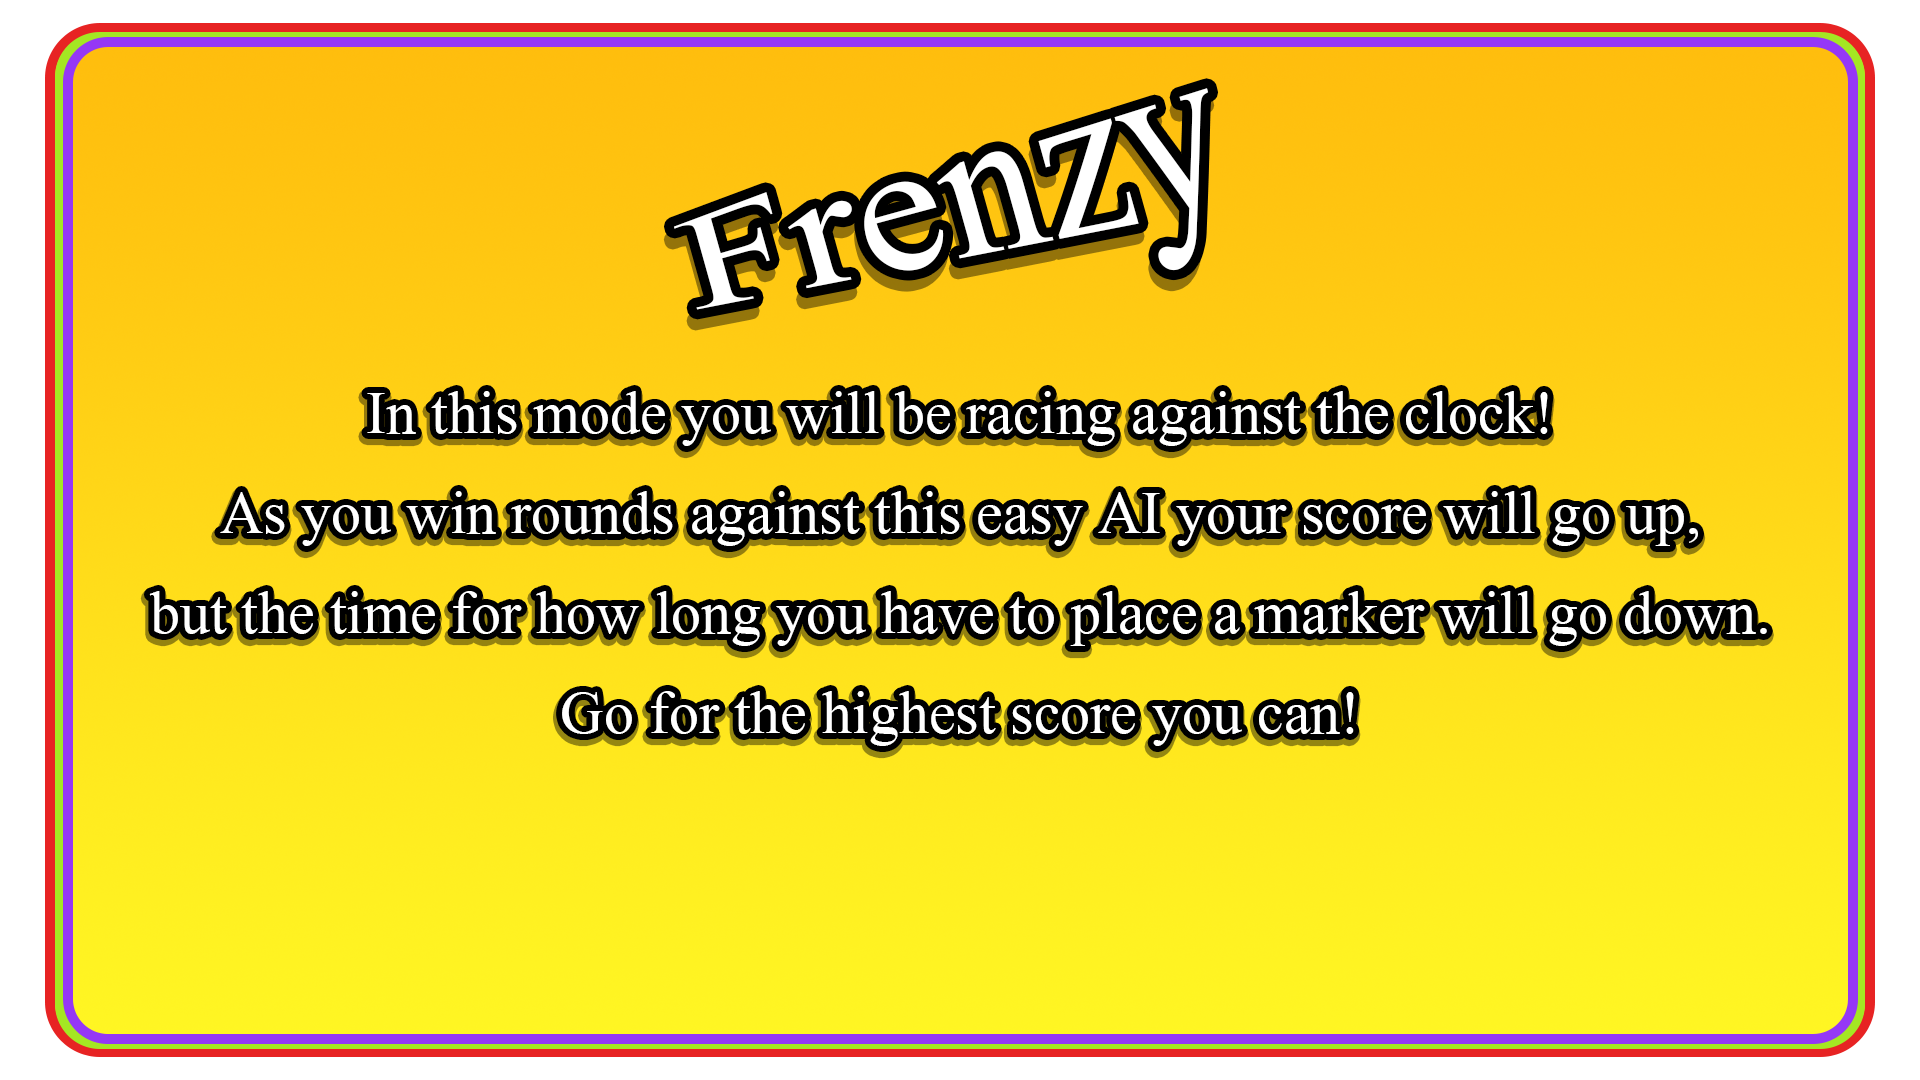 Frenzy
In this mode you will be racing against the clock!
As you win rounds against this easy AI your score will go up,
but the time for how long you have to place a marker will go down.
Go for the highest score you can!